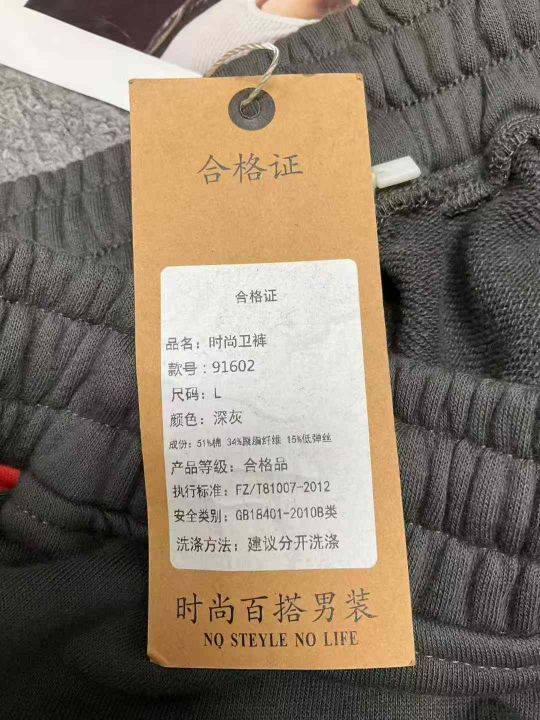 合格证
合格证
品名：时尚卫裤
款号：91602
尺码：L
颜色：深灰
成份：51%棉 34%聚酯纤维 15%低弹丝
产品等级：合格品
执行标准：FZ/T81007-2012
安全类别：GB18401-2010B类
洗涤方法：建议分开洗涤
时尚百搭男装
NO STEYLE NO LIFE